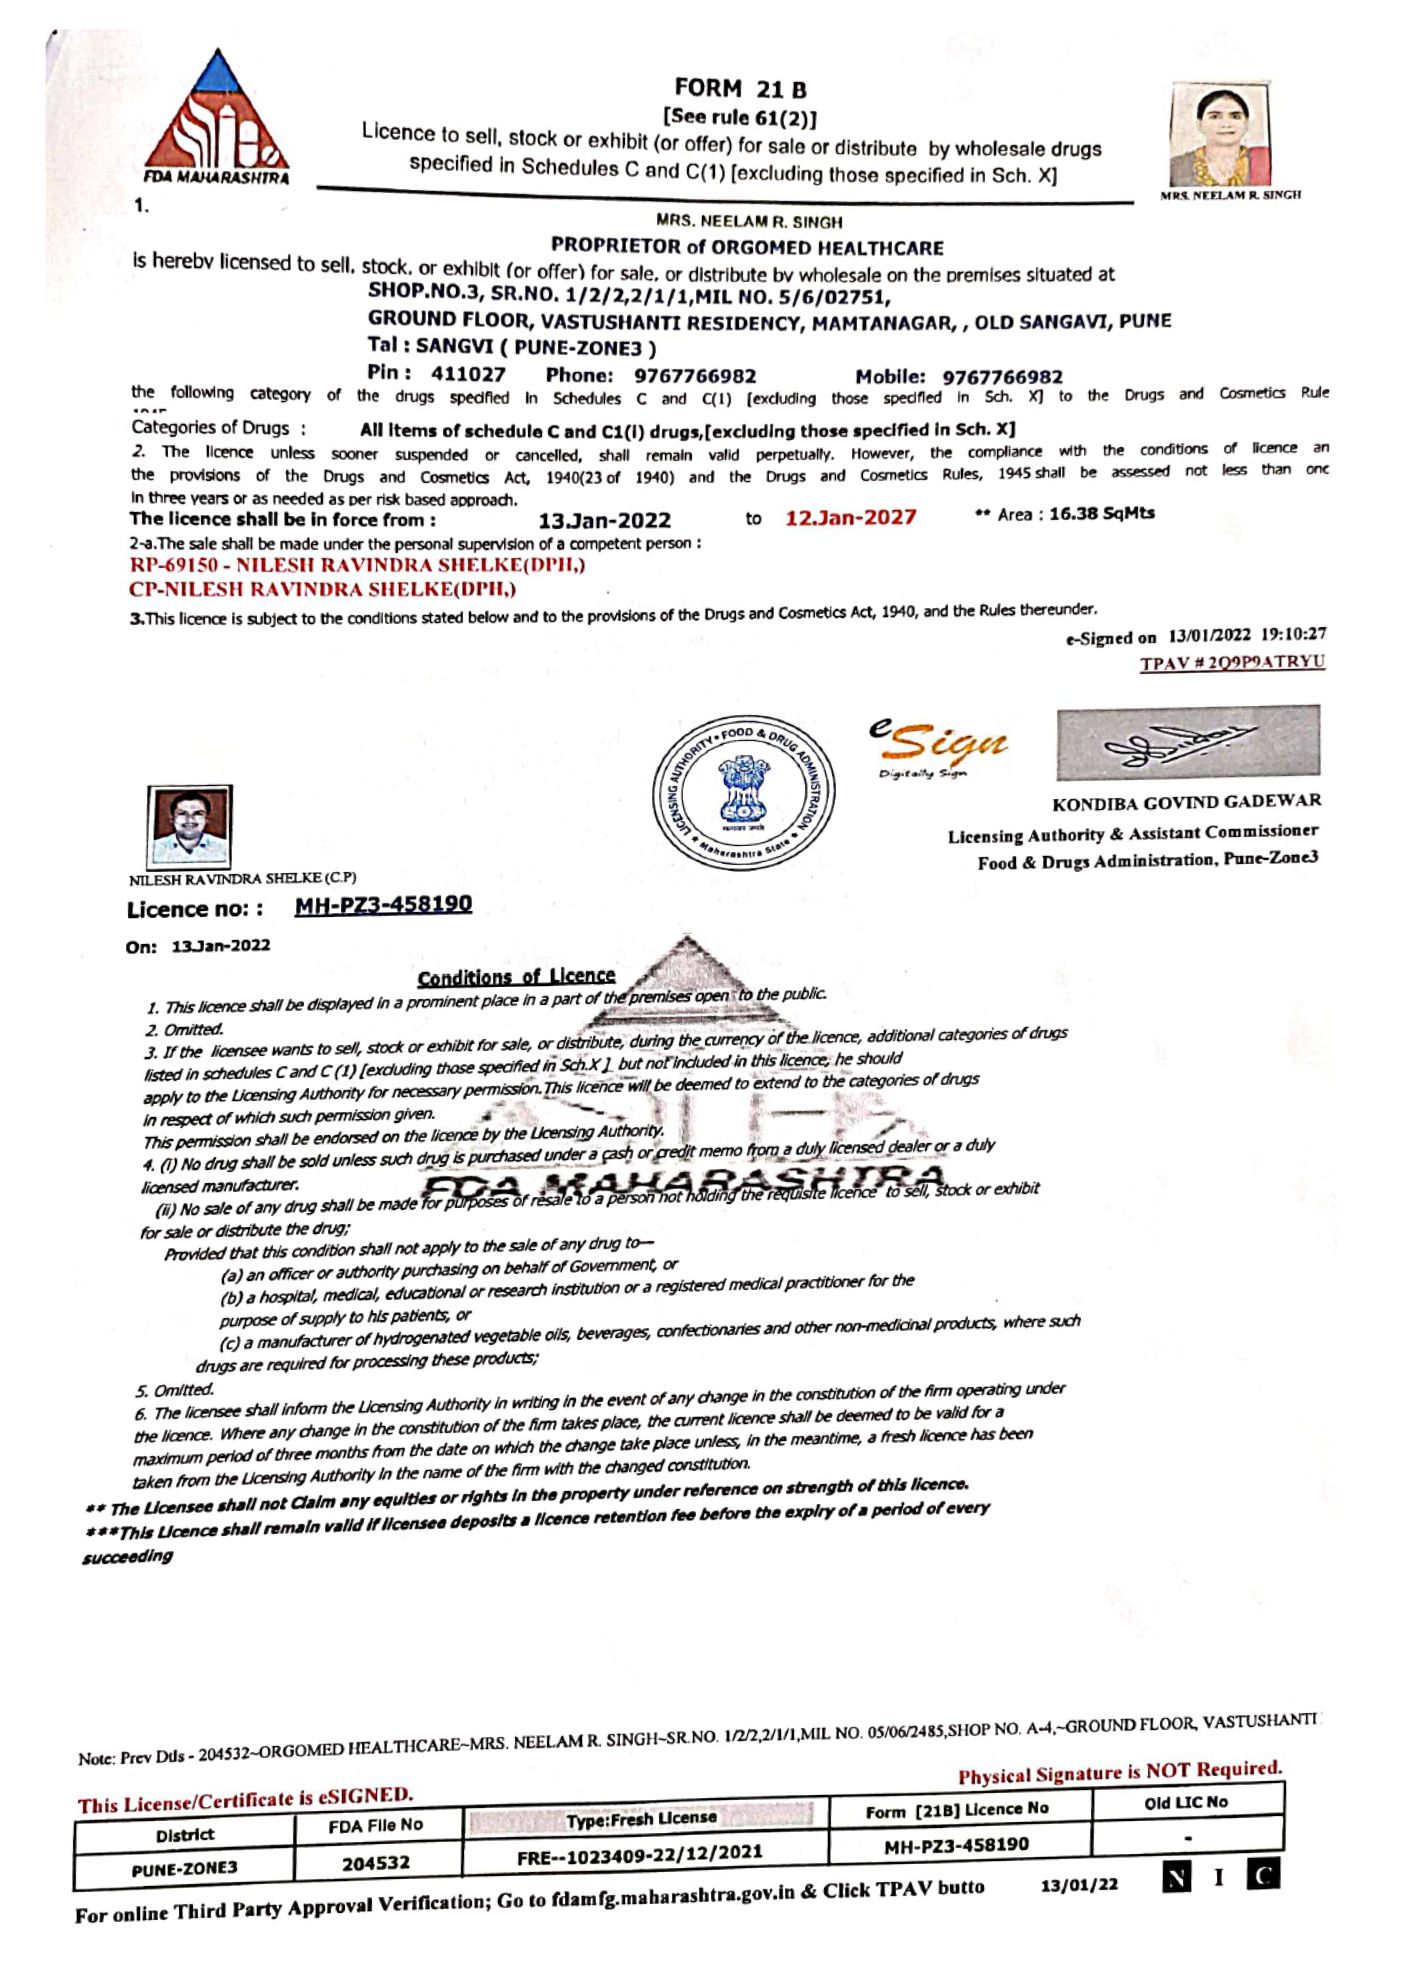 FDA MAHARASHTRA
FORM 21 B
[See rule 61(2)]
Licence to sell, stock or exhibit (or offer) for sale or distribute by wholesale drugs
specified in Schedules C and C(1) [excluding those specified in Sch. X]
MRS. NEELAM R. SINGH
1.
MRS. NEELAM R. SINGH
PROPRIETOR of ORGOMED HEALTHCARE
is hereby licensed to sell, stock, or exhibit (or offer) for sale, or distribute by wholesale on the premises situated at
SHOP.NO.3, SR.NO. 1/2/2,2/1/1,MIL NO. 5/6/02751,
GROUND FLOOR, VASTUSHANTI RESIDENCY, MAMTANAGAR, , OLD SANGAVI, PUNE
Tal : SANGVI ( PUNE-ZONE3 )
Pin : 411027 Phone: 9767766982 Mobile: 9767766982
the following category of the drugs specified in Schedules C and C(1) [excluding those specified in Sch. X] to the Drugs and Cosmetics Rule
Categories of Drugs : All Items of schedule C and C1(i) drugs,[excluding those specified in Sch. X]
2. The licence unless sooner suspended or cancelled, shall remain valid perpetually. However, the compliance with the conditions of licence an
the provisions of the Drugs and Cosmetics Act, 1940(23 of 1940) and the Drugs and Cosmetics Rules, 1945 shall be assessed not less than onc
in three years or as needed as per risk based approach.
The licence shall be in force from : 13.Jan-2022 to 12.Jan-2027 ** Area : 16.38 SqMts
2-a.The sale shall be made under the personal supervision of a competent person :
RP-69150 - NILESH RAVINDRA SHELKE(DPH,)
CP-NILESH RAVINDRA SHELKE(DPH,)
3.This licence is subject to the conditions stated below and to the provisions of the Drugs and Cosmetics Act, 1940, and the Rules thereunder.
e-Signed on 13/01/2022 19:10:27
TPAV # 2Q9P9ATRYU
LICENSING AUTHORITY • FOOD & DRUG ADMINISTRATION
★ Maharashtra State ★
सत्यमेव जयते
eSign
Digitally Sign
KONDIBA GOVIND GADEWAR
Licensing Authority & Assistant Commissioner
Food & Drugs Administration, Pune-Zone3
NILESH RAVINDRA SHELKE (C.P)
Licence no: : MH-PZ3-458190
On: 13.Jan-2022
Conditions of Licence
1. This licence shall be displayed in a prominent place in a part of the premises open to the public.
2. Omitted.
3. If the licensee wants to sell, stock or exhibit for sale, or distribute, during the currency of the licence, additional categories of drugs
listed in schedules C and C (1) [excluding those specified in Sch.X ] but not included in this licence, he should
apply to the Licensing Authority for necessary permission. This licence will be deemed to extend to the categories of drugs
in respect of which such permission given.
This permission shall be endorsed on the licence by the Licensing Authority.
4. (i) No drug shall be sold unless such drug is purchased under a cash or credit memo from a duly licensed dealer or a duly
licensed manufacturer.
FDA MAHARASHTRA
(ii) No sale of any drug shall be made for purposes of resale to a person not holding the requisite licence to sell, stock or exhibit
for sale or distribute the drug;
Provided that this condition shall not apply to the sale of any drug to—
(a) an officer or authority purchasing on behalf of Government, or
(b) a hospital, medical, educational or research institution or a registered medical practitioner for the
purpose of supply to his patients, or
(c) a manufacturer of hydrogenated vegetable oils, beverages, confectionaries and other non-medicinal products, where such
drugs are required for processing these products;
5. Omitted.
6. The licensee shall inform the Licensing Authority in writing in the event of any change in the constitution of the firm operating under
the licence. Where any change in the constitution of the firm takes place, the current licence shall be deemed to be valid for a
maximum period of three months from the date on which the change take place unless, in the meantime, a fresh licence has been
taken from the Licensing Authority in the name of the firm with the changed constitution.
** The Licensee shall not Claim any equities or rights in the property under reference on strength of this licence.
***This Licence shall remain valid if licensee deposits a licence retention fee before the expiry of a period of every
succeeding
Note: Prev Dtls - 204532~ORGOMED HEALTHCARE~MRS. NEELAM R. SINGH~SR.NO. 1/2/2,2/1/1,MIL NO. 05/06/2485,SHOP NO. A-4,~GROUND FLOOR, VASTUSHANTI
This License/Certificate is eSIGNED. Physical Signature is NOT Required.
District FDA File No Type:Fresh License Form [21B] Licence No Old LIC No
PUNE-ZONE3 204532 FRE--1023409-22/12/2021 MH-PZ3-458190 -
For online Third Party Approval Verification; Go to fdamfg.maharashtra.gov.in & Click TPAV butto 13/01/22 N I C